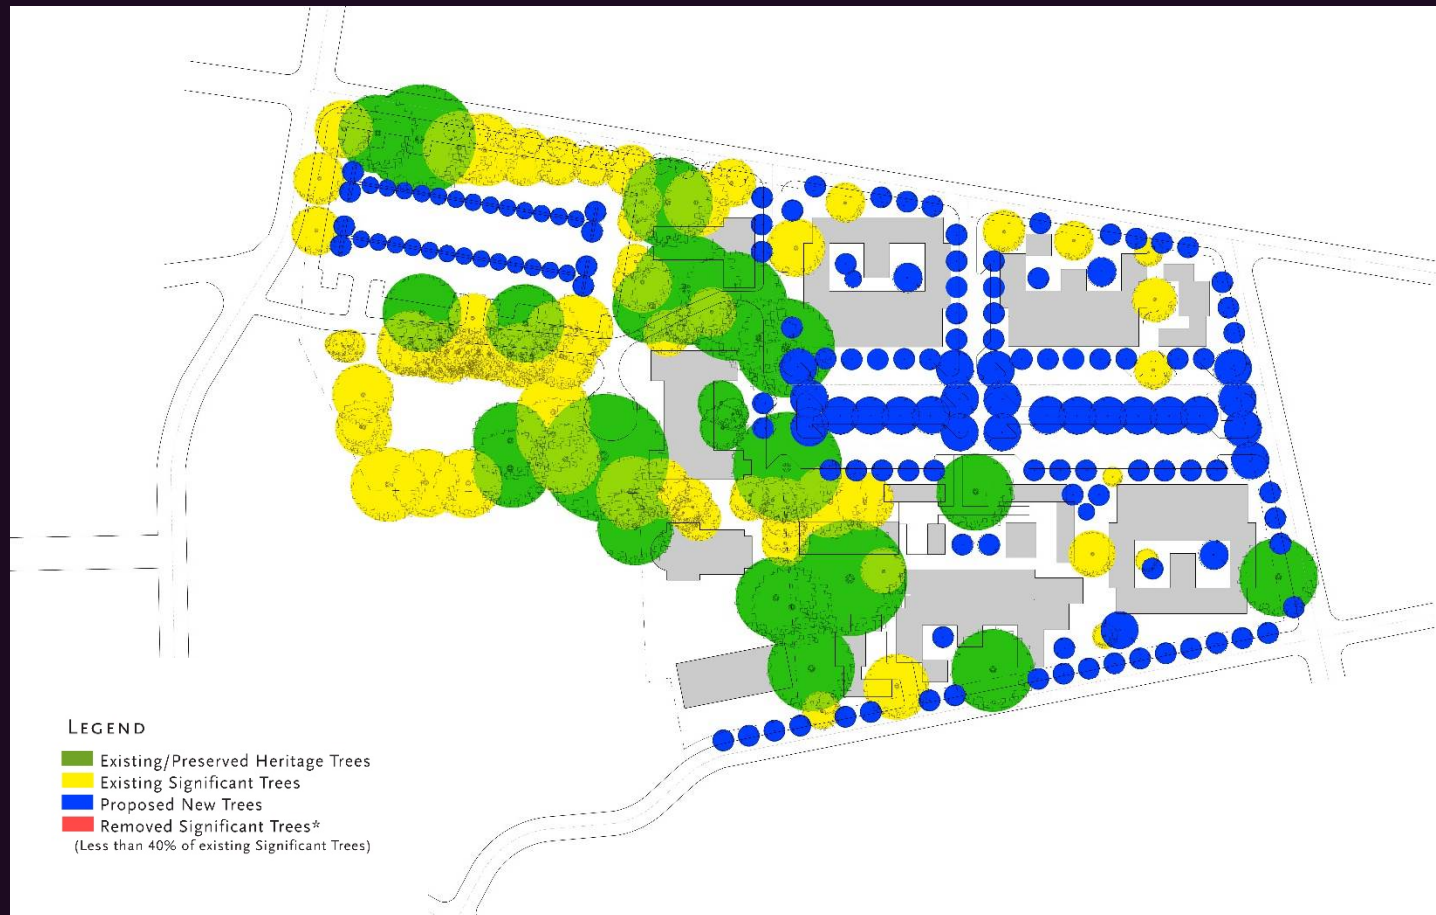 LEGEND
Existing/Preserved Heritage Trees
Existing Significant Trees
Proposed New Trees
Removed Significant Trees*
(Less than 40% of existing Significant Trees)